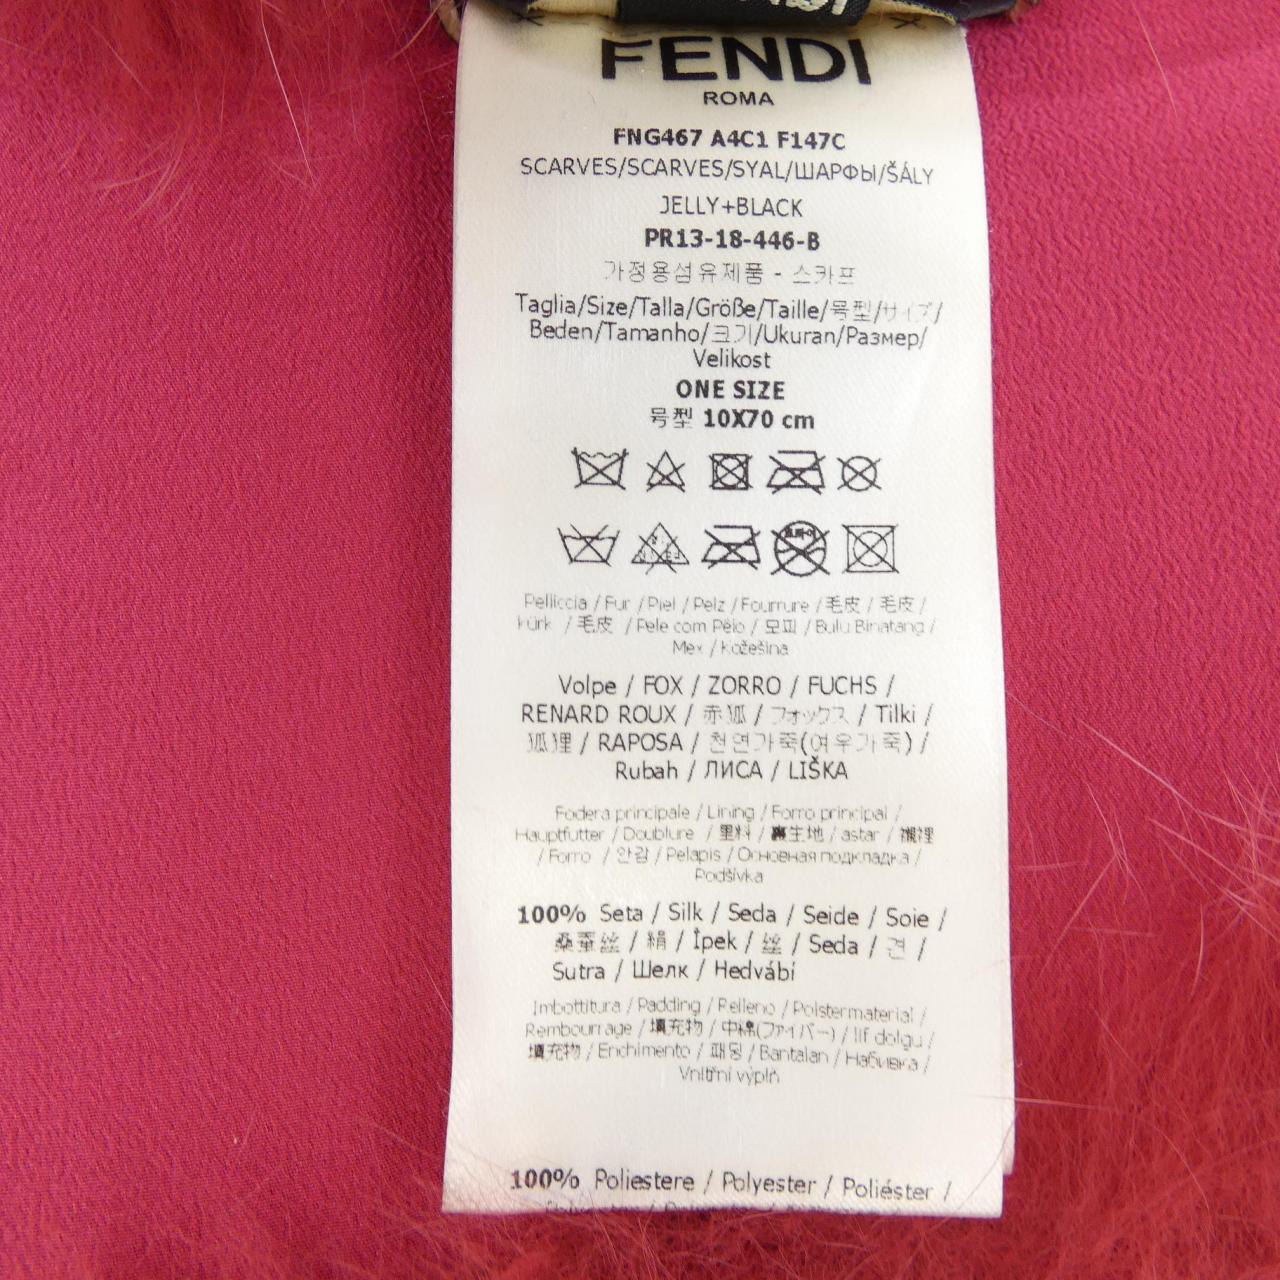 FENDI
ROMA
FNG467 A4C1 F147C
SCARVES/SCARVES/SYAL/ШАРФЫ/ŠÁLY
JELLY+BLACK
PR13-18-446-B
가정용섬유제품 - 스카프
Taglia/Size/Talla/Größe/Taille/号型/サイズ/
Beden/Tamanho/크기/Ukuran/Размер/
Velikost
ONE SIZE
号型 10X70 cm
Pelliccia / Fur / Piel / Pelz / Fourrure / 毛皮 / 毛皮 /
kürk / 毛皮 / Pele com Pêlo / 모피 / Bulu Binatang /
Мех / Kožešina
Volpe / FOX / ZORRO / FUCHS /
RENARD ROUX / 赤狐 / フォックス / Tilki /
狐狸 / RAPOSA / 천연가죽(여우가죽) /
Rubah / ЛИСА / LIŠKA
Fodera principale / Lining / Forro principal /
Hauptfutter / Doublure / 里料 / 裏生地 / astar / 襯裡
/ Forro / 안감 / Pelapis / Основная подкладка /
Podšívka
100% Seta / Silk / Seda / Seide / Soie /
桑蚕丝 / 絹 / İpek / 丝 / Seda / 견 /
Sutra / Шелк / Hedvábí
Imbottitura / Padding / Relleno / Polstermaterial /
Rembourrage / 填充物 / 中綿(ファイバー) / lif dolgu /
填充物 / Enchimento / 패딩 / Bantalan / Набивка /
Vnitřní výplň
100% Poliestere / Polyester / Poliéster /